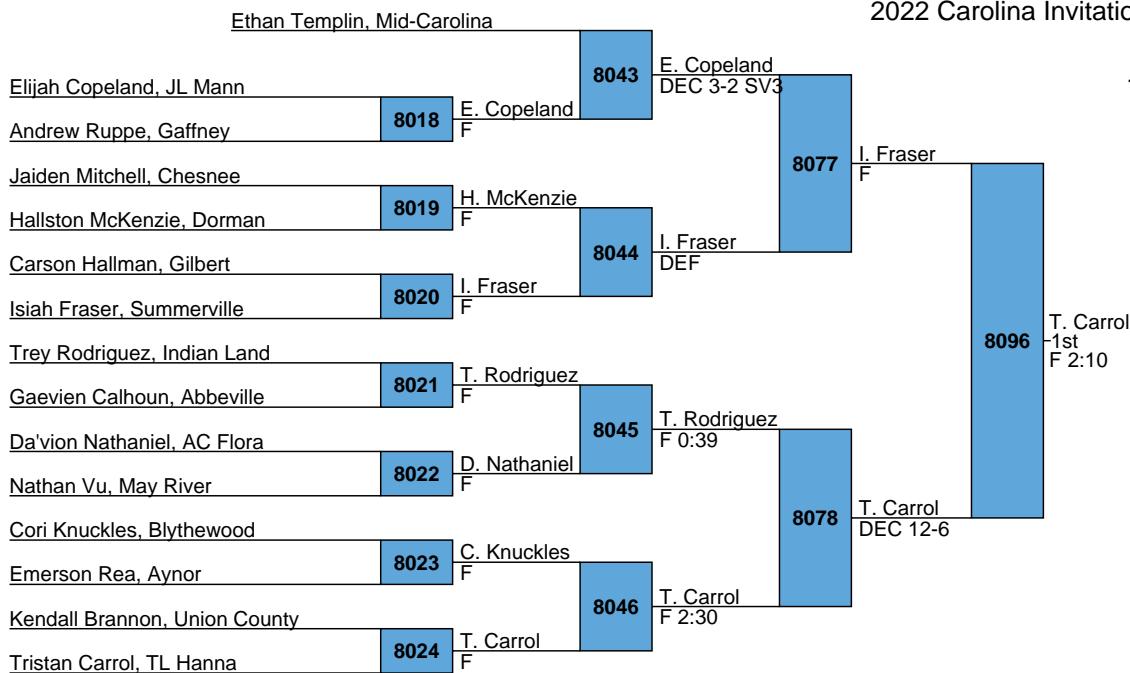 2022 Carolina Invitatio
Ethan Templin, Mid-Carolina
8043
E. Copeland
DEC 3-2 SV3
Elijah Copeland, JL Mann
8018
E. Copeland
F
Andrew Ruppe, Gaffney
8077
I. Fraser
F
Jaiden Mitchell, Chesnee
8019
H. McKenzie
F
Hallston McKenzie, Dorman
8044
I. Fraser
DEF
Carson Hallman, Gilbert
8020
I. Fraser
F
Isiah Fraser, Summerville
8096
T. Carrol
1st
F 2:10
Trey Rodriguez, Indian Land
8021
T. Rodriguez
F
Gaevien Calhoun, Abbeville
8045
T. Rodriguez
F 0:39
Da'vion Nathaniel, AC Flora
8022
D. Nathaniel
F
Nathan Vu, May River
8078
T. Carrol
DEC 12-6
Cori Knuckles, Blythewood
8023
C. Knuckles
F
Emerson Rea, Aynor
8046
T. Carrol
F 2:30
Kendall Brannon, Union County
8024
T. Carrol
F
Tristan Carrol, TL Hanna